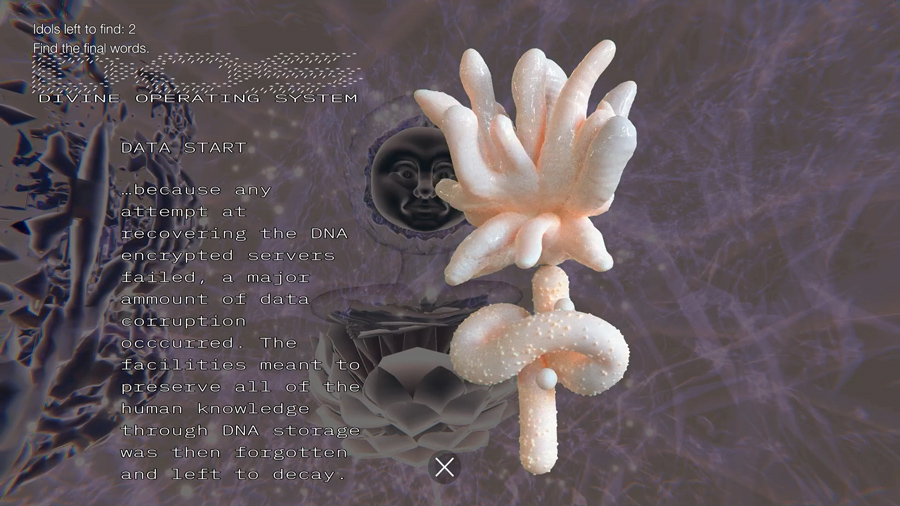 Idols left to find: 2
Find the final words.
DIVINE OPERATING SYSTEM
DATA START
…because any
attempt at
recovering the DNA
encrypted servers
failed, a major
ammount of data
corruption
occcurred. The
facilities meant to
preserve all of the
human knowledge
through DNA storage
was then forgotten
and left to decay.